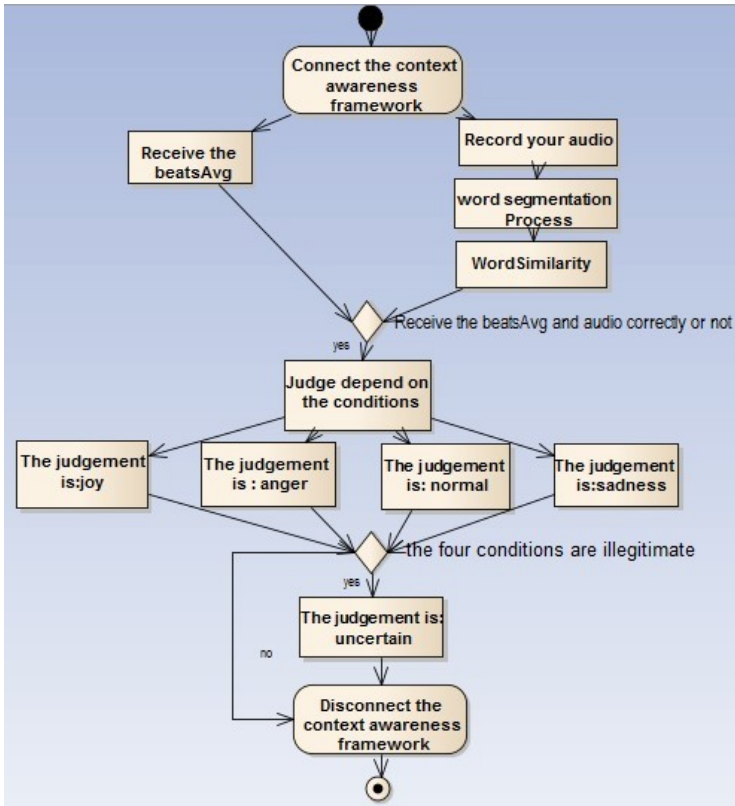 Connect the context
awareness
framework
Receive the
beatsAvg
Record your audio
word segmentation
Process
WordSimilarity
Receive the beatsAvg and audio correctly or not
yes
Judge depend on
the conditions
The judgement
is:joy
The judgement
is : anger
The judgement
is: normal
The judgement
is:sadness
the four conditions are illegitimate
yes
The judgement is:
uncertain
no
Disconnect the
context awareness
framework